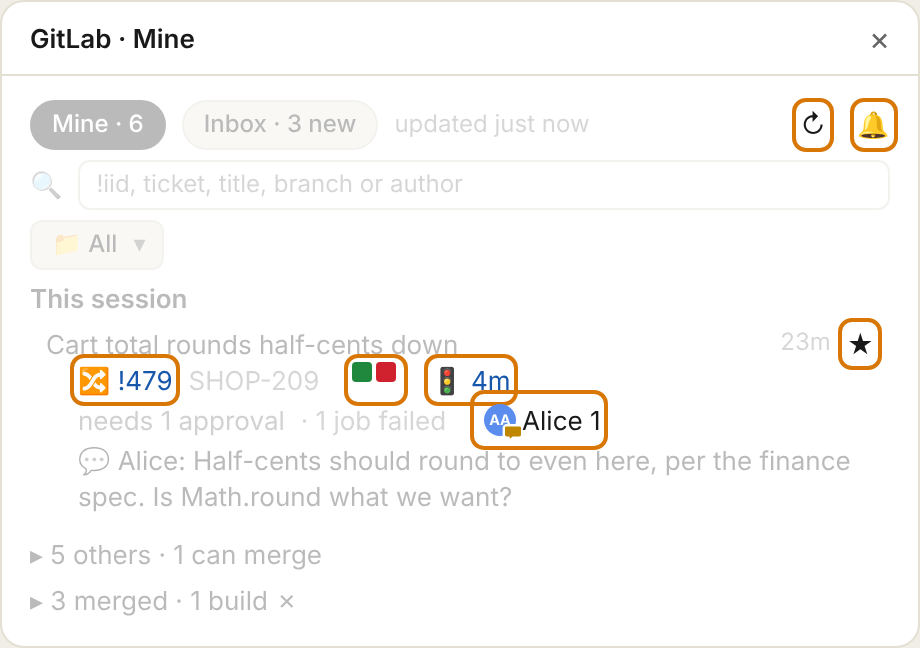 GitLab · Mine ×
Mine · 6 Inbox · 3 new updated just now
!iid, ticket, title, branch or author
All ▾
This session
Cart total rounds half-cents down 23m ★
!479 SHOP-209 4m
needs 1 approval · 1 job failed AA Alice 1
Alice: Half-cents should round to even here, per the finance
spec. Is Math.round what we want?
▸ 5 others · 1 can merge
▸ 3 merged · 1 build ×